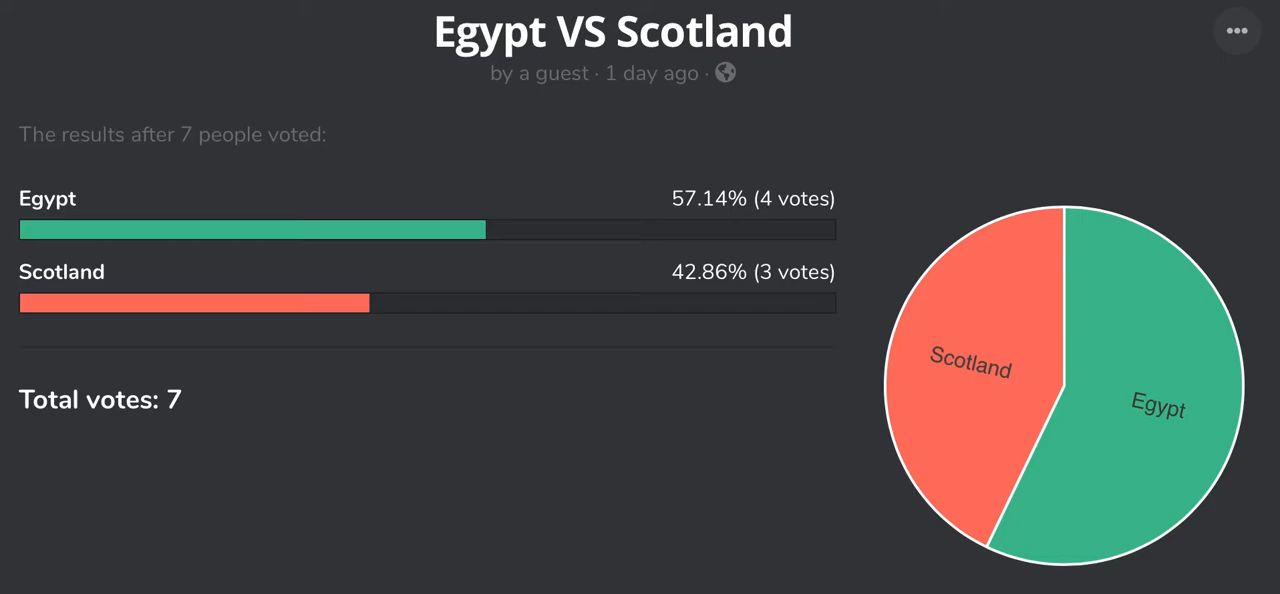 Egypt VS Scotland
by a guest · 1 day ago ·
The results after 7 people voted:
Egypt 57.14% (4 votes)
Scotland 42.86% (3 votes)
Total votes: 7
Scotland
Egypt